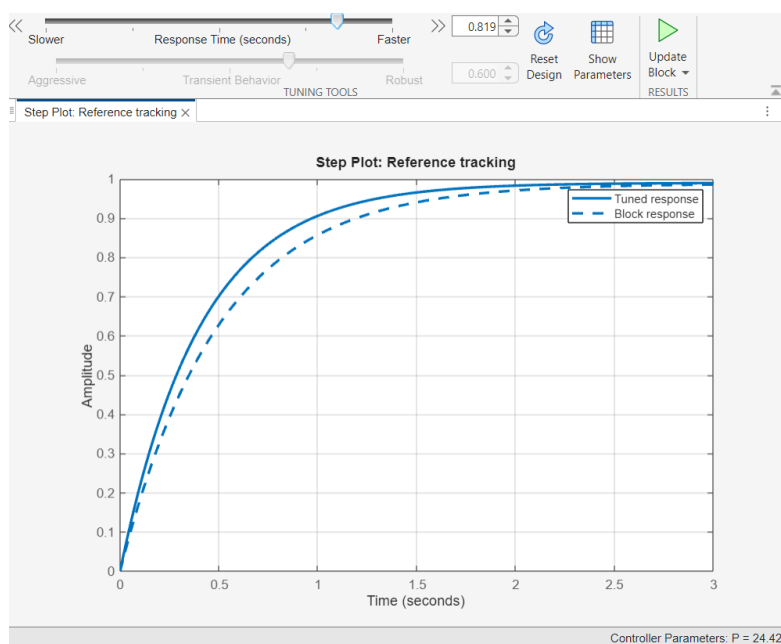 Slower Response Time (seconds) Faster
0.819
Aggressive Transient Behavior Robust
0.600
Reset Design
Show Parameters
Update Block
TUNING TOOLS
RESULTS
Step Plot: Reference tracking
Step Plot: Reference tracking
Tuned response
Block response
1
0.9
0.8
0.7
0.6
0.5
0.4
0.3
0.2
0.1
0
Amplitude
0 0.5 1 1.5 2 2.5 3
Time (seconds)
Controller Parameters: P = 24.42